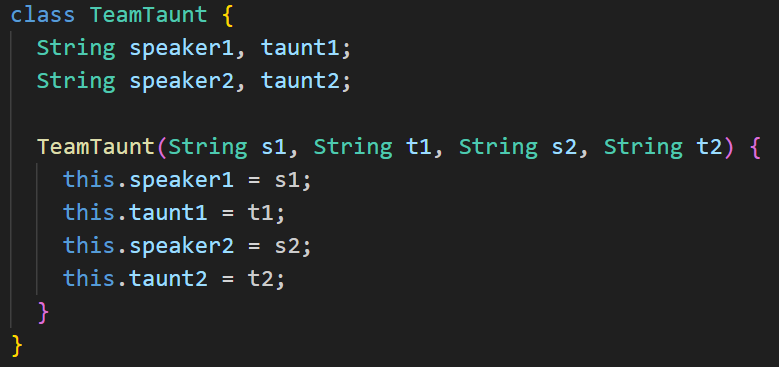 class TeamTaunt {
String speaker1, taunt1;
String speaker2, taunt2;
TeamTaunt(String s1, String t1, String s2, String t2) {
this.speaker1 = s1;
this.taunt1 = t1;
this.speaker2 = s2;
this.taunt2 = t2;
}
}